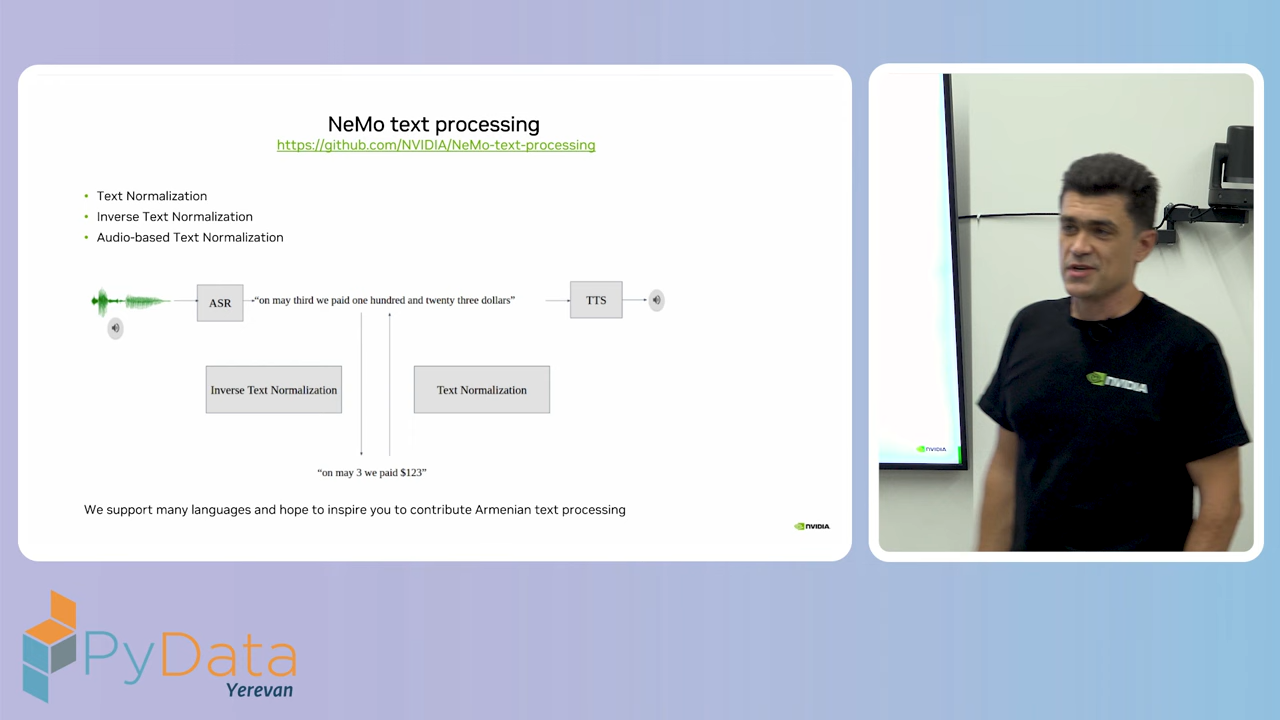 NeMo text processing
https://github.com/NVIDIA/NeMo-text-processing
• Text Normalization
• Inverse Text Normalization
• Audio-based Text Normalization
ASR
“on may third we paid one hundred and twenty three dollars”
TTS
Inverse Text Normalization
Text Normalization
“on may 3 we paid $123”
We support many languages and hope to inspire you to contribute Armenian text processing
NVIDIA
NVIDIA
NVIDIA
PyData
Yerevan